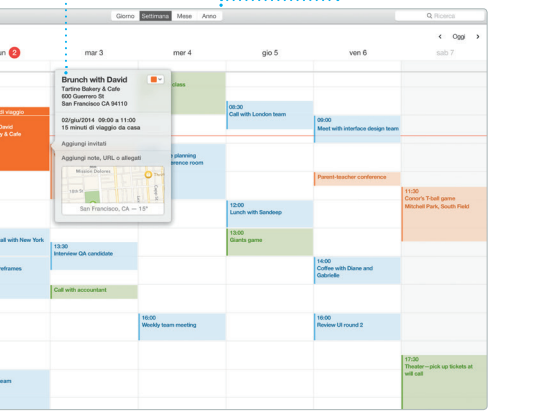 Giorno Settimana Mese Anno
Ricerca
Oggi
un 2
mar 3
mer 4
gio 5
ven 6
sab 7
Brunch with David
Tartine Bakery & Cafe
600 Guerrero St
San Francisco CA 94110
02/giu/2014 09:00 a 11:00
15 minuti di viaggio da casa
Aggiungi invitati
Aggiungi note, URL o allegati
Mission Dolores
18th St
San Francisco, CA — 15°
di viaggio
David
y & Cafe
all with New York
reframes
eam
13:30
Interview QA candidate
Call with accountant
class
planning
erence room
16:00
Weekly team meeting
09:30
Call with London team
12:00
Lunch with Sandeep
13:00
Giants game
09:00
Meet with interface design team
Parent-teacher conference
14:00
Coffee with Diane and
Gabrielle
16:00
Review UI round 2
11:30
Conor's T-ball game
Mitchell Park, South Field
17:30
Theater—pick up tickets at
will call